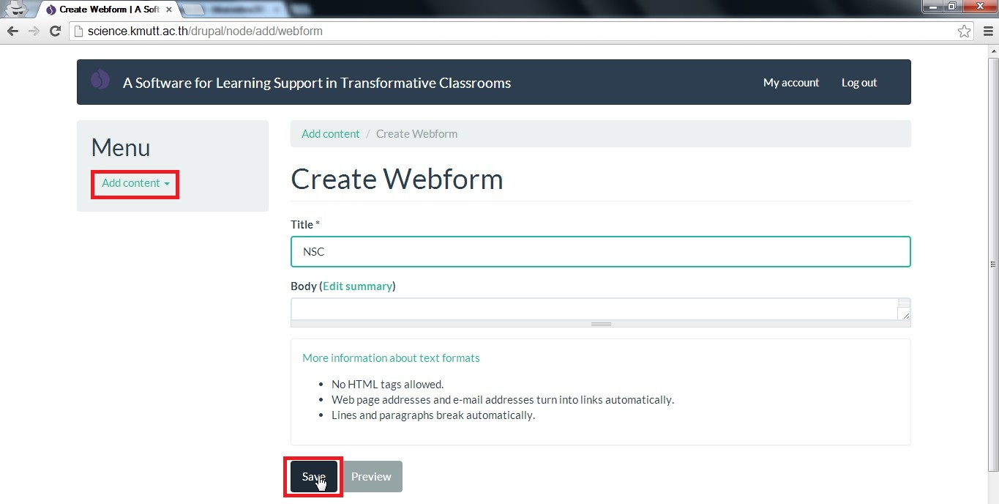 Create Webform | A Soft
science.kmutt.ac.th/drupal/node/add/webform
A Software for Learning Support in Transformative Classrooms
My account
Log out
Menu
Add content
Add content / Create Webform
Create Webform
Title *
NSC
Body (Edit summary)
More information about text formats
• No HTML tags allowed.
• Web page addresses and e-mail addresses turn into links automatically.
• Lines and paragraphs break automatically.
Save
Preview